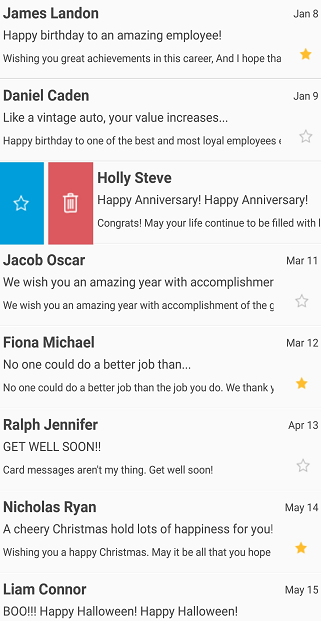 James Landon Jan 8
Happy birthday to an amazing employee!
Wishing you great achievements in this career, And I hope tha
Daniel Caden Jan 9
Like a vintage auto, your value increases...
Happy birthday to one of the best and most loyal employees
Holly Steve
Happy Anniversary! Happy Anniversary!
Congrats! May your life continue to be filled with
Jacob Oscar Mar 11
We wish you an amazing year with accomplishmer
We wish you an amazing year with accomplishment of the g
Fiona Michael Mar 12
No one could do a better job than...
No one could do a better job than the job you do. We thank
Ralph Jennifer Apr 13
GET WELL SOON!!
Card messages aren't my thing. Get well soon!
Nicholas Ryan May 14
A cheery Christmas hold lots of happiness for you!
Wishing you a happy Christmas. May it be all that you hope
Liam Connor May 15
BOO!!! Happy Halloween! Happy Halloween!